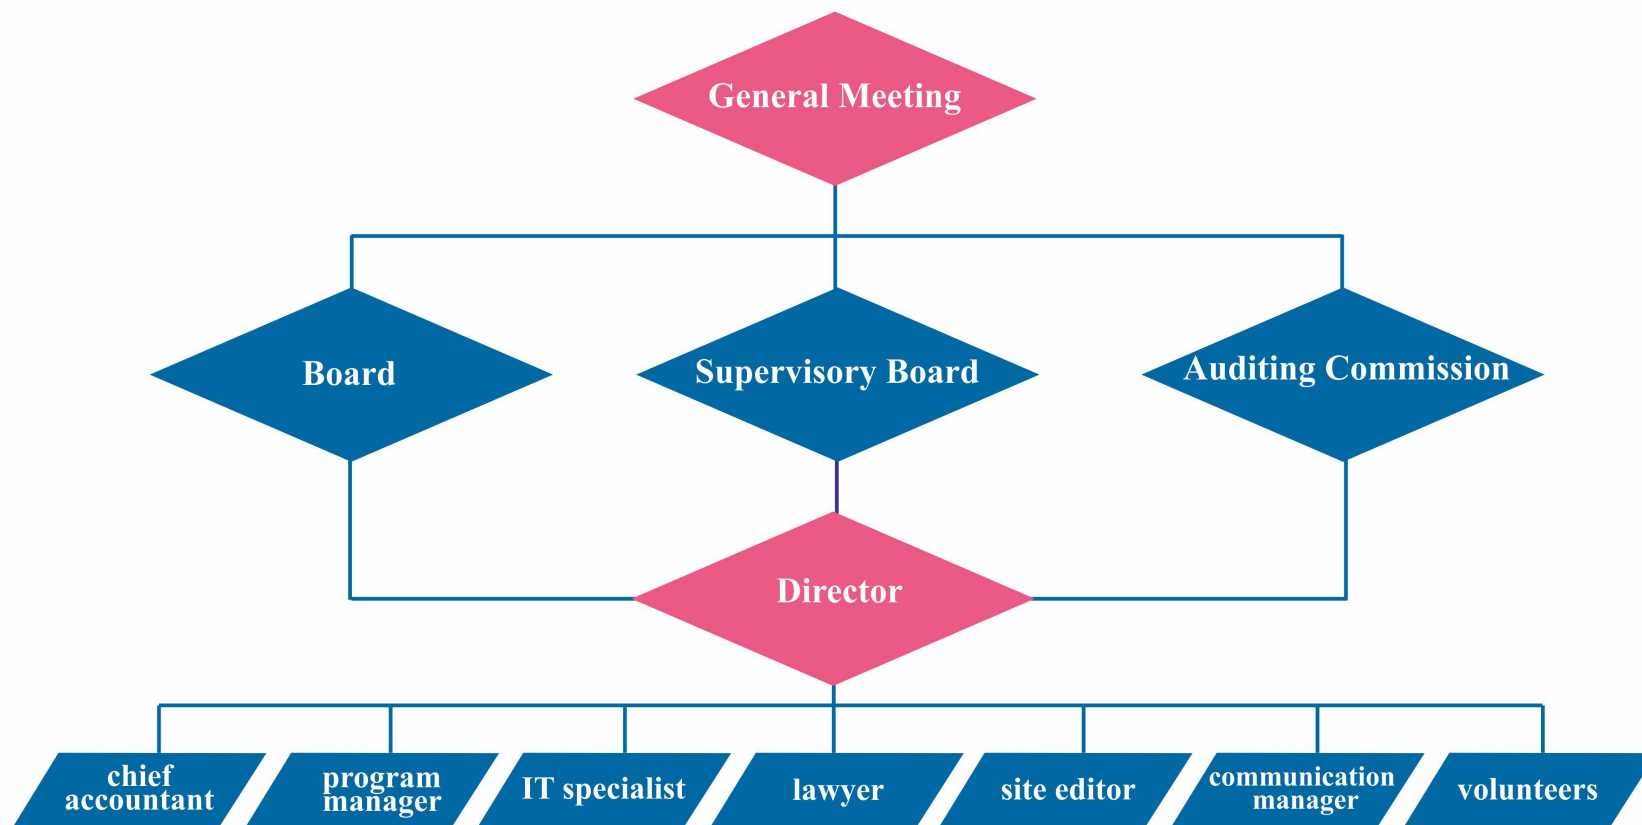 General Meeting
Board
Supervisory Board
Auditing Commission
Director
chief
accountant
program
manager
IT specialist
lawyer
site editor
communication
manager
volunteers